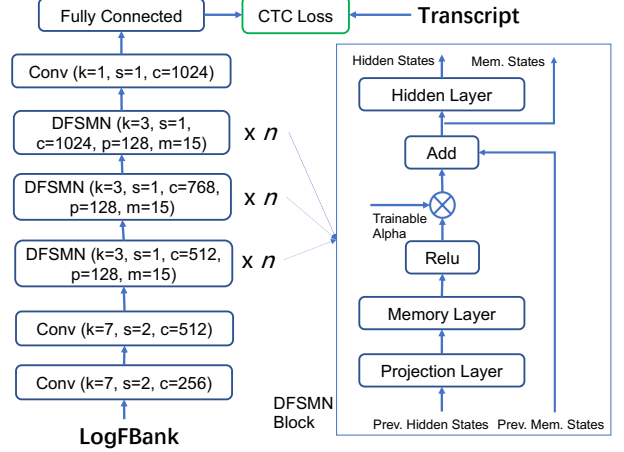 Fully Connected
CTC Loss
Transcript
Conv (k=1, s=1, c=1024)
DFSMN (k=3, s=1,
c=1024, p=128, m=15)
x n
DFSMN (k=3, s=1, c=768,
p=128, m=15)
x n
DFSMN (k=3, s=1, c=512,
p=128, m=15)
x n
Conv (k=7, s=2, c=512)
Conv (k=7, s=2, c=256)
LogFBank
Hidden States
Mem. States
Hidden Layer
Add
Trainable
Alpha
Relu
Memory Layer
Projection Layer
DFSMN
Block
Prev. Hidden States
Prev. Mem. States